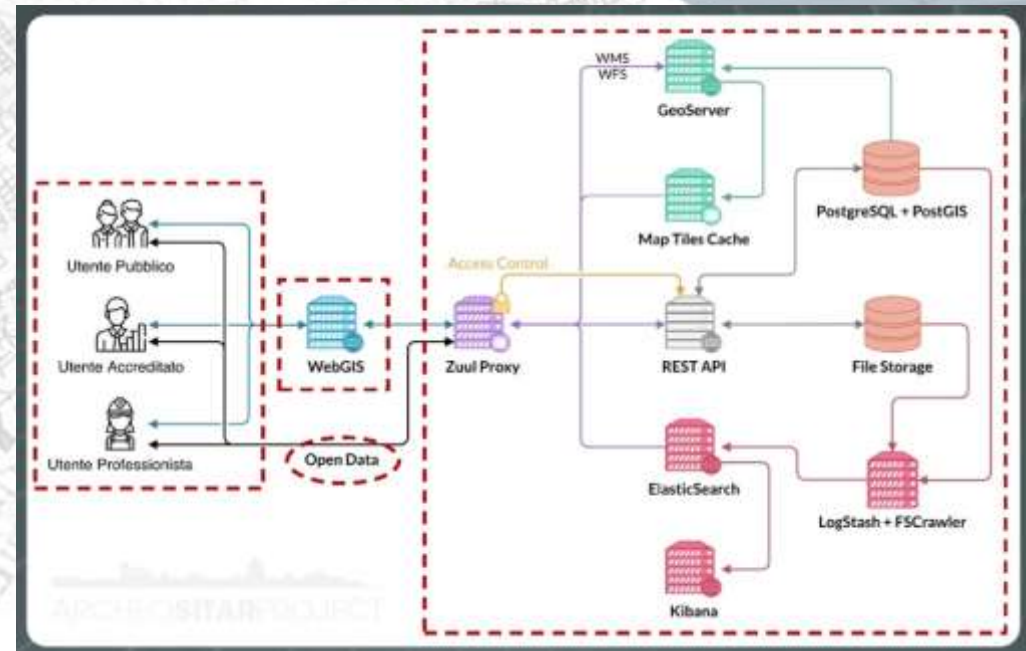 WMS
WFS
GeoServer
PostgreSQL + PostGIS
Map Tiles Cache
Utente Pubblico
Access Control
Utente Accreditato
WebGIS
Zuul Proxy
REST API
File Storage
Utente Professionista
Open Data
ElasticSearch
LogStash + FSCrawler
Kibana
ARCHEOSITARPROJECT